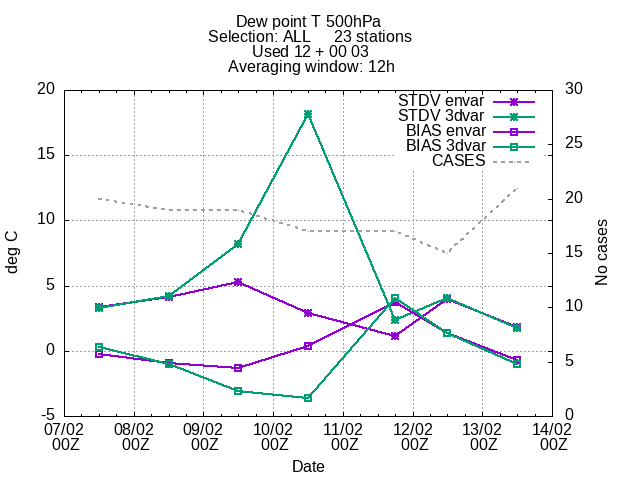 Dew point T 500hPa
Selection: ALL 23 stations
Used 12 + 00 03
Averaging window: 12h
20
15
10
5
0
-5
30
25
20
15
10
5
0
STDV envar
STDV 3dvar
BIAS envar
BIAS 3dvar
CASES
deg C
No cases
07/02 08/02 09/02 10/02 11/02 12/02 13/02 14/02
00Z 00Z 00Z 00Z 00Z 00Z 00Z 00Z
Date